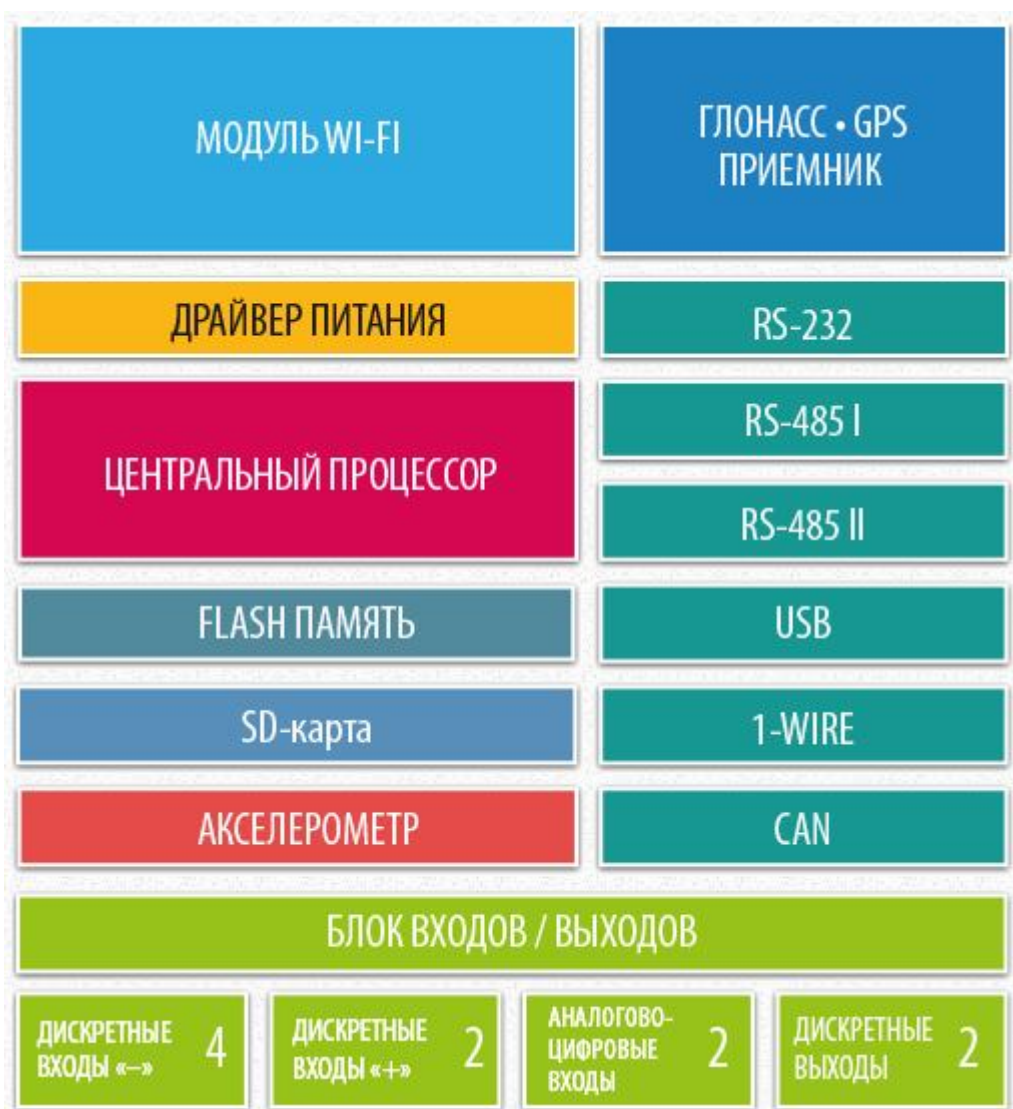 МОДУЛЬ WI-FI
ГЛОНАСС • GPS
ПРИЕМНИК
ДРАЙВЕР ПИТАНИЯ
RS-232
ЦЕНТРАЛЬНЫЙ ПРОЦЕССОР
RS-485 I
RS-485 II
FLASH ПАМЯТЬ
USB
SD-карта
1-WIRE
АКСЕЛЕРОМЕТР
CAN
БЛОК ВХОДОВ / ВЫХОДОВ
ДИСКРЕТНЫЕ
ВХОДЫ «–»
4
ДИСКРЕТНЫЕ
ВХОДЫ «+»
2
АНАЛОГОВО-
ЦИФРОВЫЕ
ВХОДЫ
2
ДИСКРЕТНЫЕ
ВЫХОДЫ
2